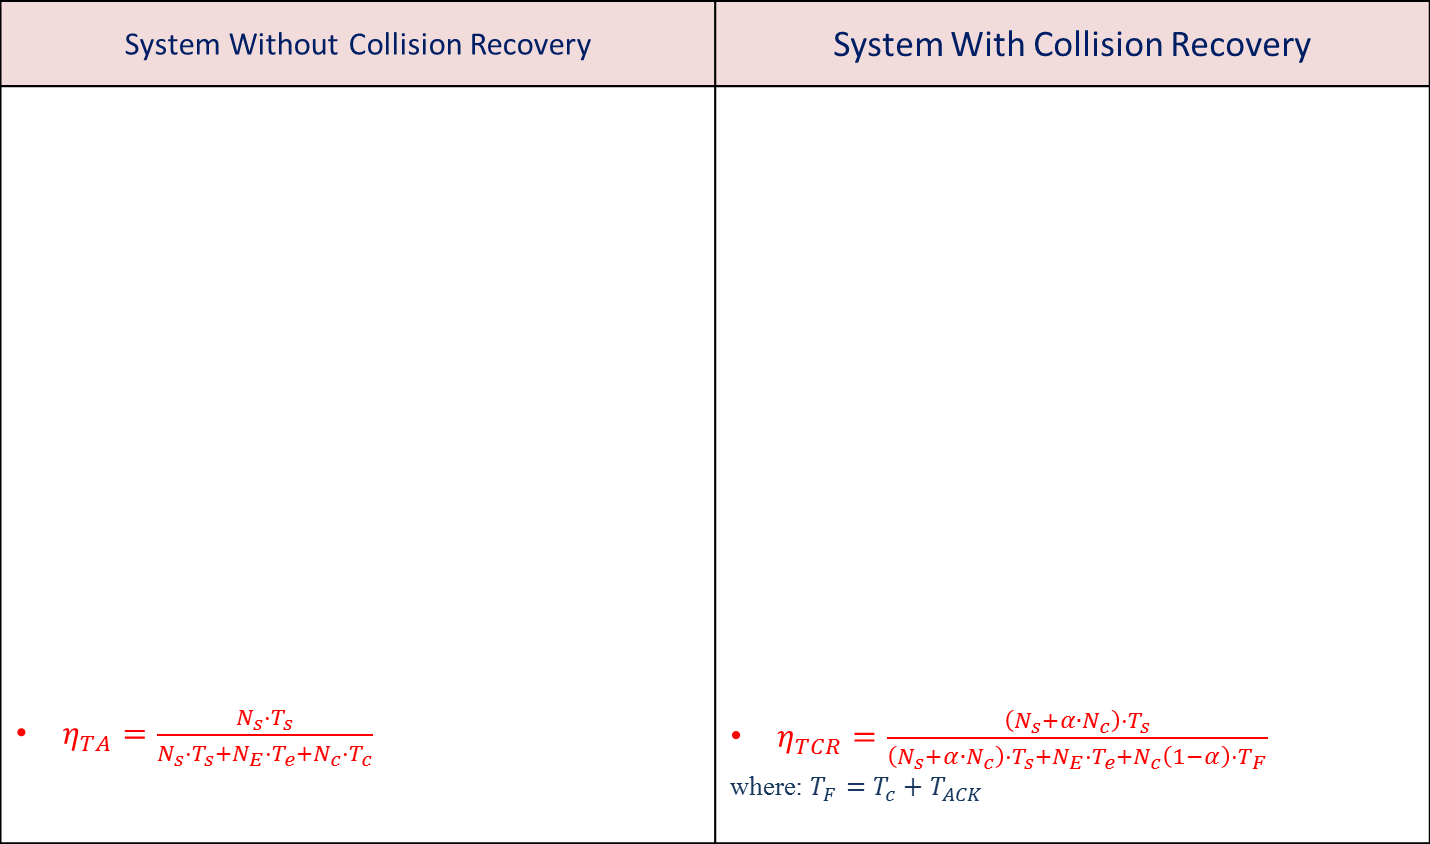 System Without Collision Recovery
System With Collision Recovery
• η_TA = (N_s·T_s)/(N_s·T_s+N_E·T_e+N_c·T_c)
• η_TCR = ((N_s+α·N_c)·T_s)/((N_s+α·N_c)·T_s+N_E·T_e+N_c(1−α)·T_F)
where: T_F = T_c + T_ACK